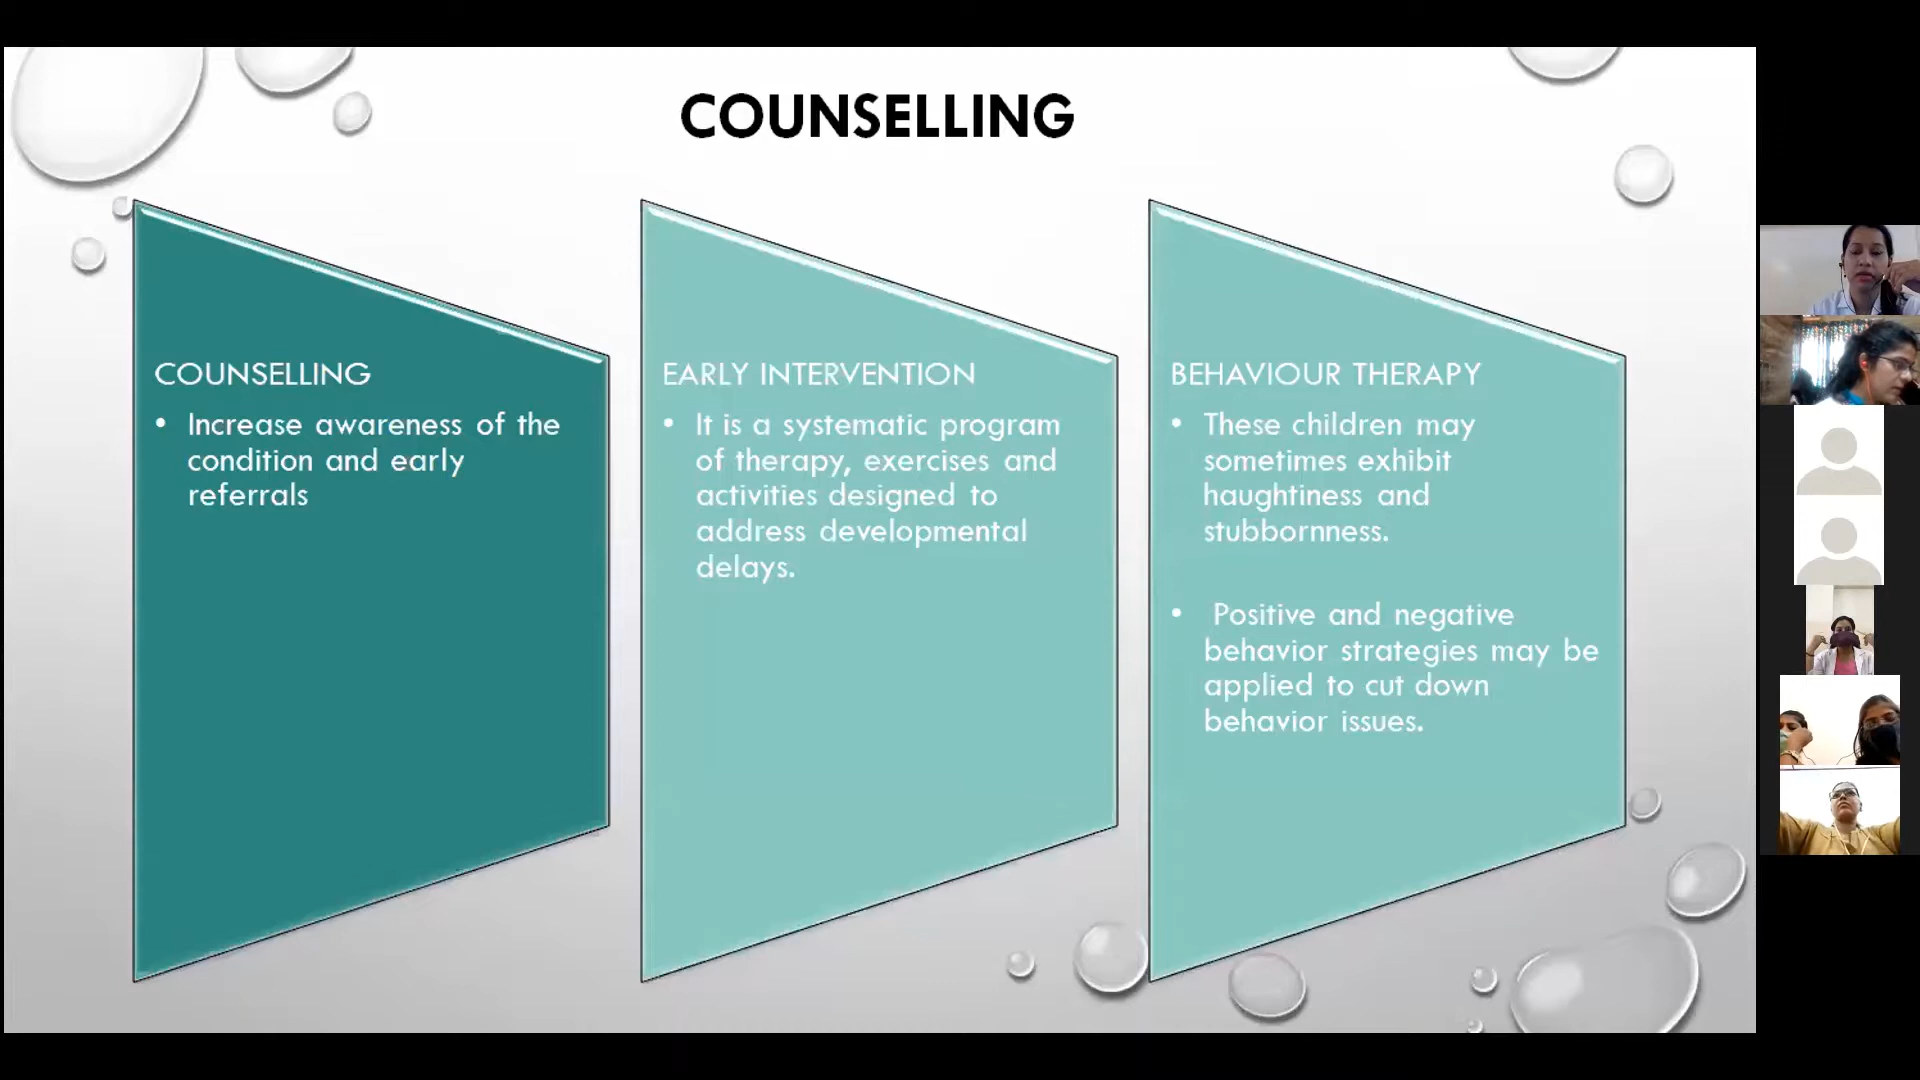 COUNSELLING
COUNSELLING
• Increase awareness of the
condition and early
referrals
EARLY INTERVENTION
• It is a systematic program
of therapy, exercises and
activities designed to
address developmental
delays.
BEHAVIOUR THERAPY
• These children may
sometimes exhibit
haughtiness and
stubbornness.
• Positive and negative
behavior strategies may be
applied to cut down
behavior issues.